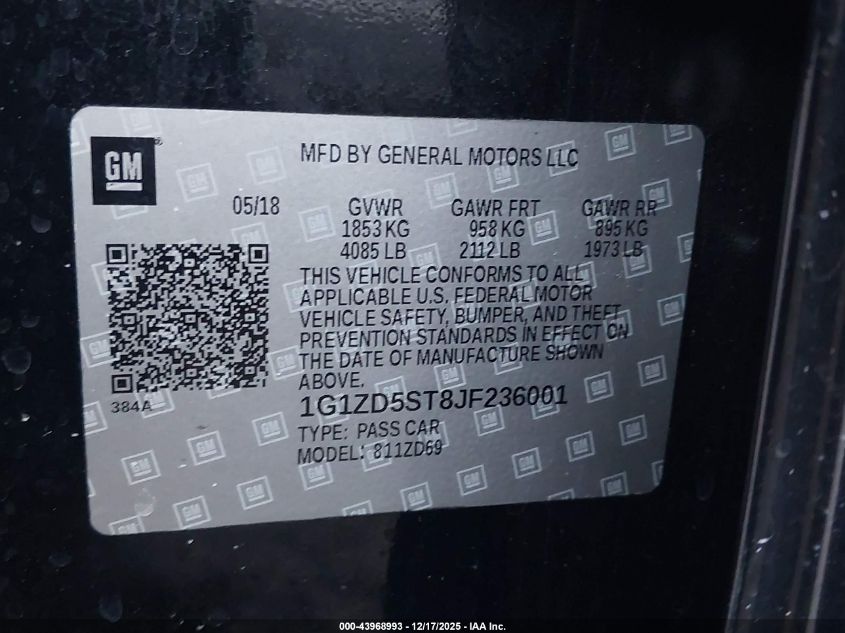 GM®
MFD BY GENERAL MOTORS LLC
05/18 GVWR GAWR FRT GAWR RR
1853 KG 958 KG 895 KG
4085 LB 2112 LB 1973 LB
THIS VEHICLE CONFORMS TO ALL
APPLICABLE U.S. FEDERAL MOTOR
VEHICLE SAFETY, BUMPER, AND THEFT
PREVENTION STANDARDS IN EFFECT ON
THE DATE OF MANUFACTURE SHOWN
ABOVE.
384A
1G1ZD5ST8JF236001
TYPE: PASS CAR
MODEL: 811ZD69
000-43968993 - 12/17/2025 - IAA Inc.